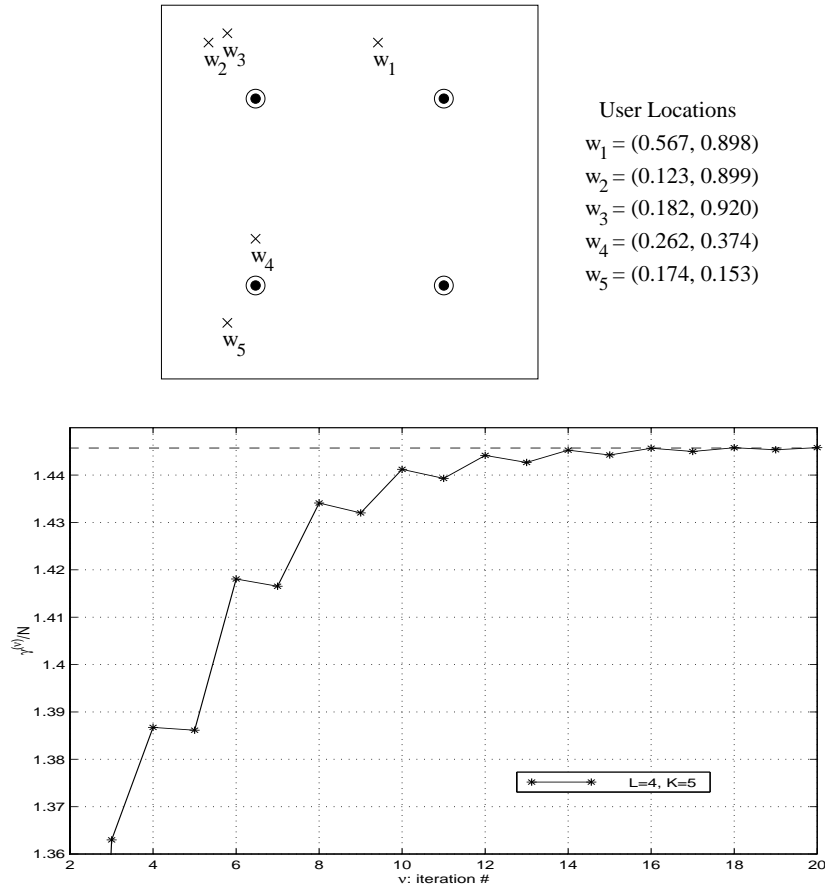 w2
w3
w1
w4
w5
User Locations
w1 = (0.567, 0.898)
w2 = (0.123, 0.899)
w3 = (0.182, 0.920)
w4 = (0.262, 0.374)
w5 = (0.174, 0.153)
γ(ν)/N
1.44
1.43
1.42
1.41
1.4
1.39
1.38
1.37
1.36
L=4, K=5
2 4 6 8 10 12 14 16 18 20
ν: iteration #